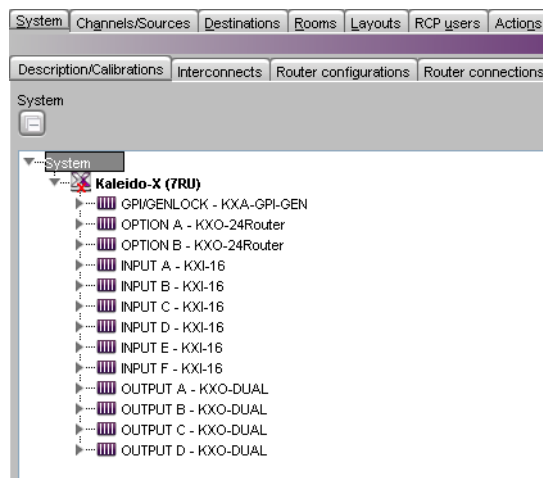 System Channels/Sources Destinations Rooms Layouts RCP users Actions
Description/Calibrations Interconnects Router configurations Router connections
System
System
Kaleido-X (7RU)
GPI/GENLOCK - KXA-GPI-GEN
OPTION A - KXO-24Router
OPTION B - KXO-24Router
INPUT A - KXI-16
INPUT B - KXI-16
INPUT C - KXI-16
INPUT D - KXI-16
INPUT E - KXI-16
INPUT F - KXI-16
OUTPUT A - KXO-DUAL
OUTPUT B - KXO-DUAL
OUTPUT C - KXO-DUAL
OUTPUT D - KXO-DUAL